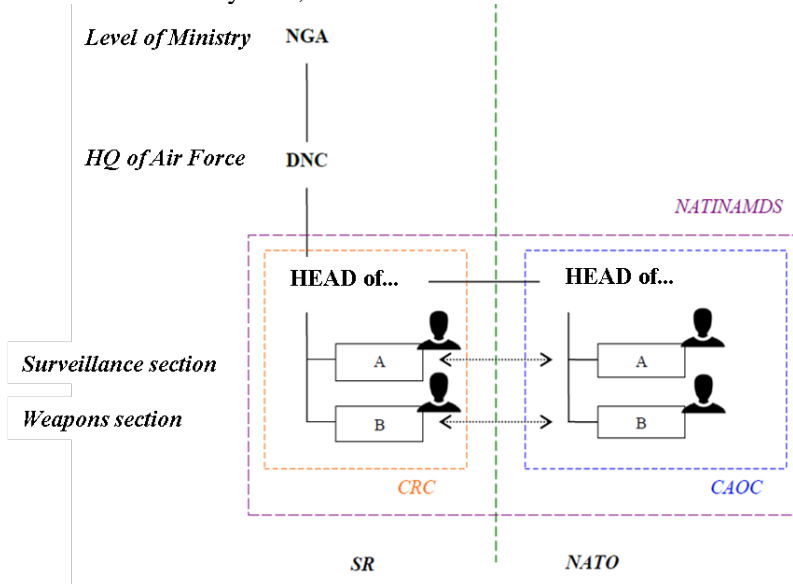 Level of Ministry NGA
HQ of Air Force DNC
NATINAMDS
HEAD of... HEAD of...
Surveillance section A A
Weapons section B B
CRC CAOC
SR NATO